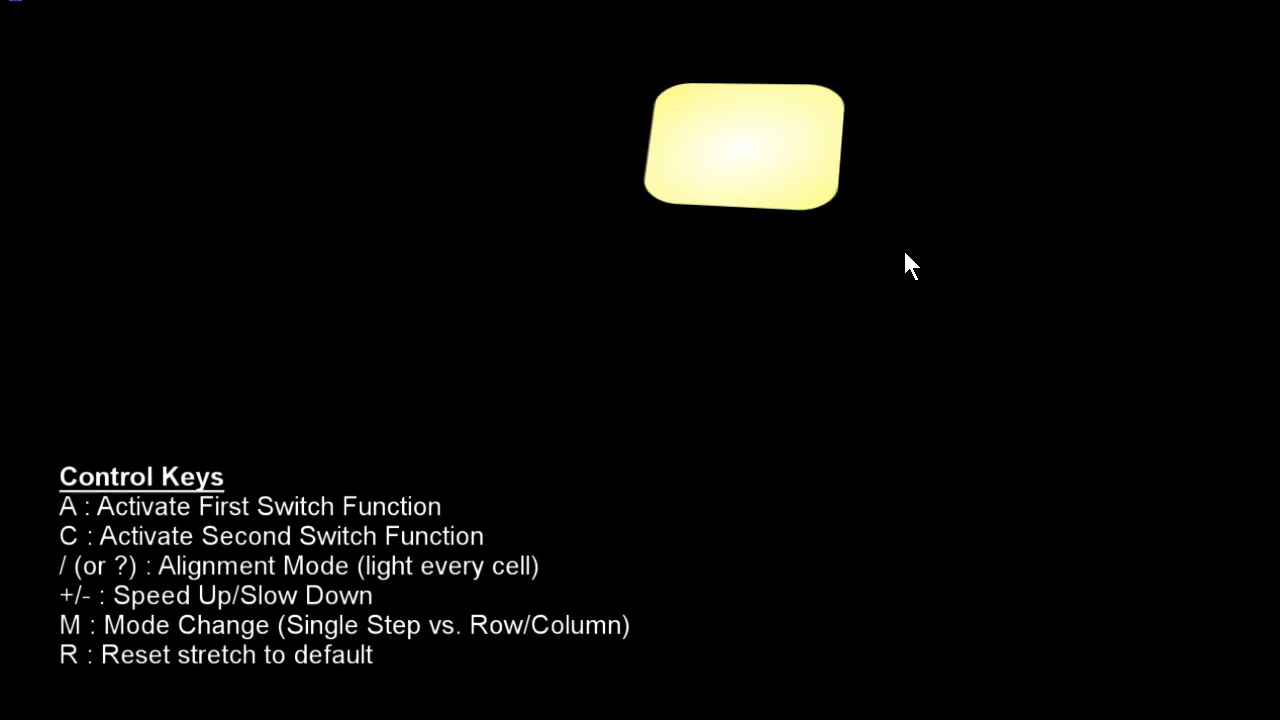 Control Keys
A : Activate First Switch Function
C : Activate Second Switch Function
/ (or ?) : Alignment Mode (light every cell)
+/- : Speed Up/Slow Down
M : Mode Change (Single Step vs. Row/Column)
R : Reset stretch to default